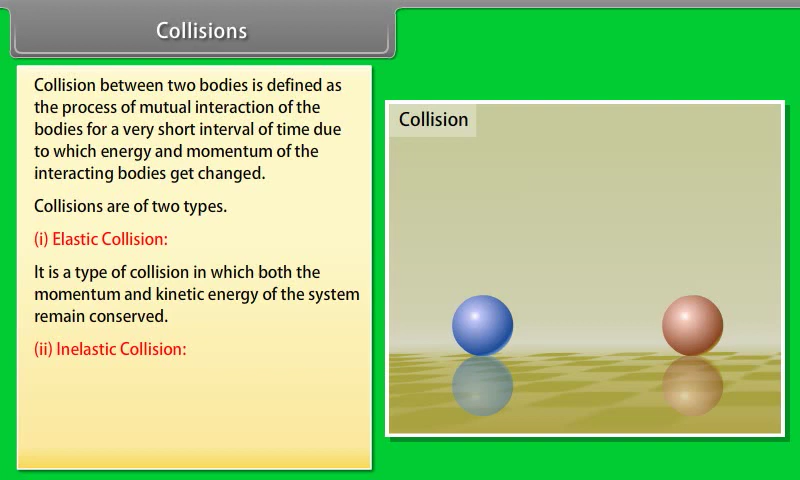 Collisions
Collision between two bodies is defined as
the process of mutual interaction of the
bodies for a very short interval of time due
to which energy and momentum of the
interacting bodies get changed.
Collisions are of two types.
(i) Elastic Collision:
It is a type of collision in which both the
momentum and kinetic energy of the system
remain conserved.
(ii) Inelastic Collision:
Collision